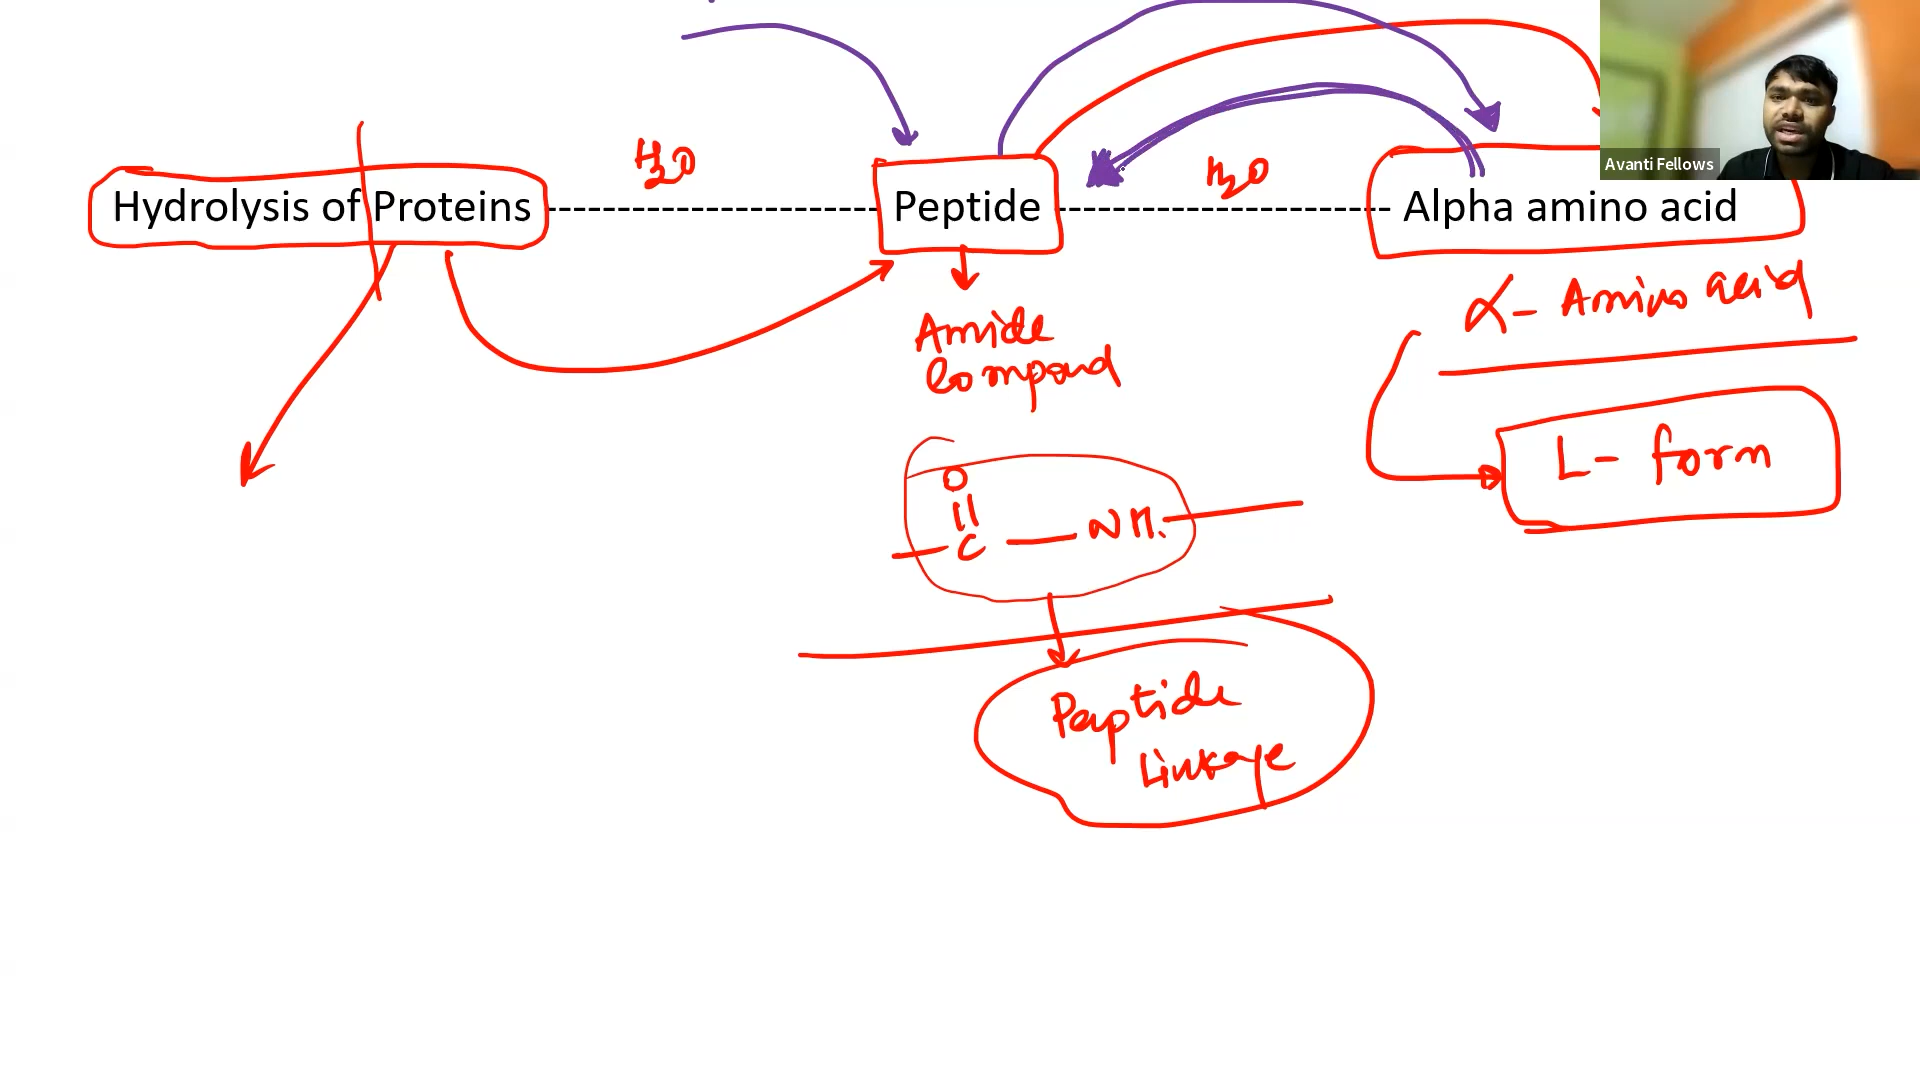 Avanti Fellows
H2O
H2O
Hydrolysis of Proteins--------------------Peptide--------------------Alpha amino acid
α- Amino acid
Amide
Compound
L- form
O
||
— C — NH. —
Peptide
Linkage